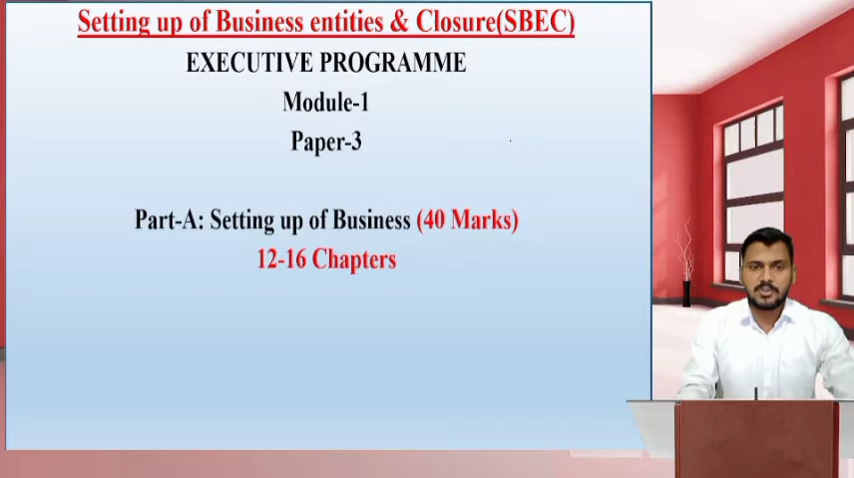 Setting up of Business entities & Closure(SBEC)
EXECUTIVE PROGRAMME
Module-1
Paper-3
Part-A: Setting up of Business (40 Marks)
12-16 Chapters